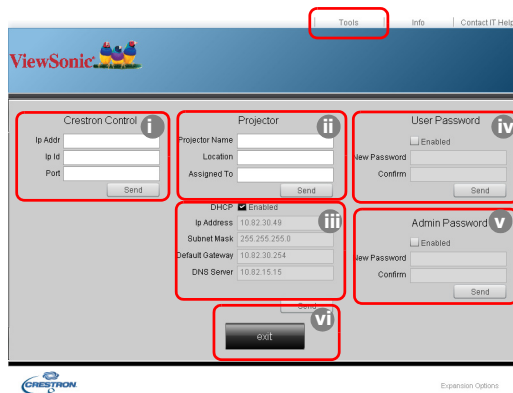 Tools Info Contact IT Help
ViewSonic
Crestron Control i
Ip Addr
Ip Id
Port
Send
Projector ii
Projector Name
Location
Assigned To
Send
DHCP Enabled iii
Ip Address 10.82.30.49
Subnet Mask 255.255.255.0
Default Gateway 10.82.30.254
DNS Server 10.82.15.15
Send
User Password iv
Enabled
New Password
Confirm
Send
Admin Password v
Enabled
New Password
Confirm
Send
vi
exit
CRESTRON
Expansion Options